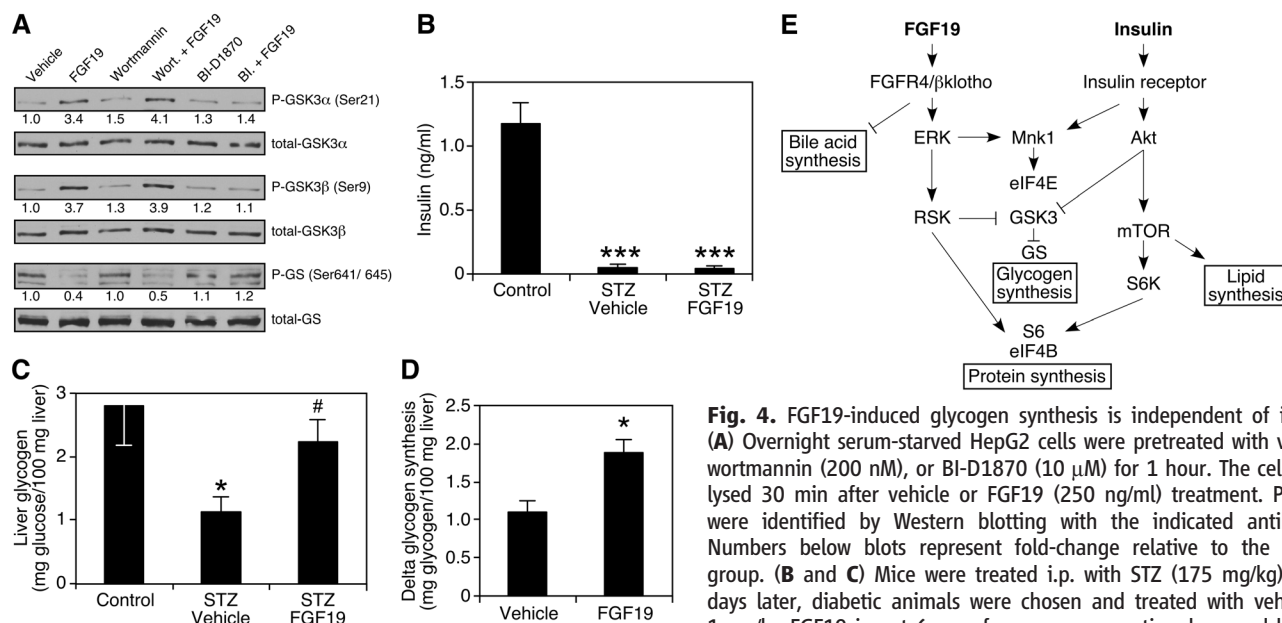 A
Vehicle
FGF19
Wortmannin
Wort. + FGF19
BI-D1870
BI. + FGF19
P-GSK3α (Ser21)
1.0 3.4 1.5 4.1 1.3 1.4
total-GSK3α
P-GSK3β (Ser9)
1.0 3.7 1.3 3.9 1.2 1.1
total-GSK3β
P-GS (Ser641/ 645)
1.0 0.4 1.0 0.5 1.1 1.2
total-GS
B
Insulin (ng/ml)
1.5
1.0
0.5
0
*** ***
Control
STZ
Vehicle
STZ
FGF19
C
Liver glycogen
(mg glucose/100 mg liver)
3
2
1
0
*
#
Control
STZ
Vehicle
STZ
FGF19
D
Delta glycogen synthesis
(mg glycogen/100 mg liver)
2.5
2.0
1.5
1.0
0.5
0
*
Vehicle
FGF19
E
FGF19
Insulin
FGFR4/βklotho
Insulin receptor
Bile acid
synthesis
ERK
Mnk1
Akt
eIF4E
RSK
GSK3
mTOR
GS
Glycogen
synthesis
S6K
Lipid
synthesis
S6
eIF4B
Protein synthesis
Fig. 4. FGF19-induced glycogen synthesis is independent of
(A) Overnight serum-starved HepG2 cells were pretreated with
wortmannin (200 nM), or BI-D1870 (10 μM) for 1 hour. The
lysed 30 min after vehicle or FGF19 (250 ng/ml) treatment.
were identified by Western blotting with the indicated
Numbers below blots represent fold-change relative to the
group. (B and C) Mice were treated i.p. with STZ (175 mg/kg)
days later, diabetic animals were chosen and treated with